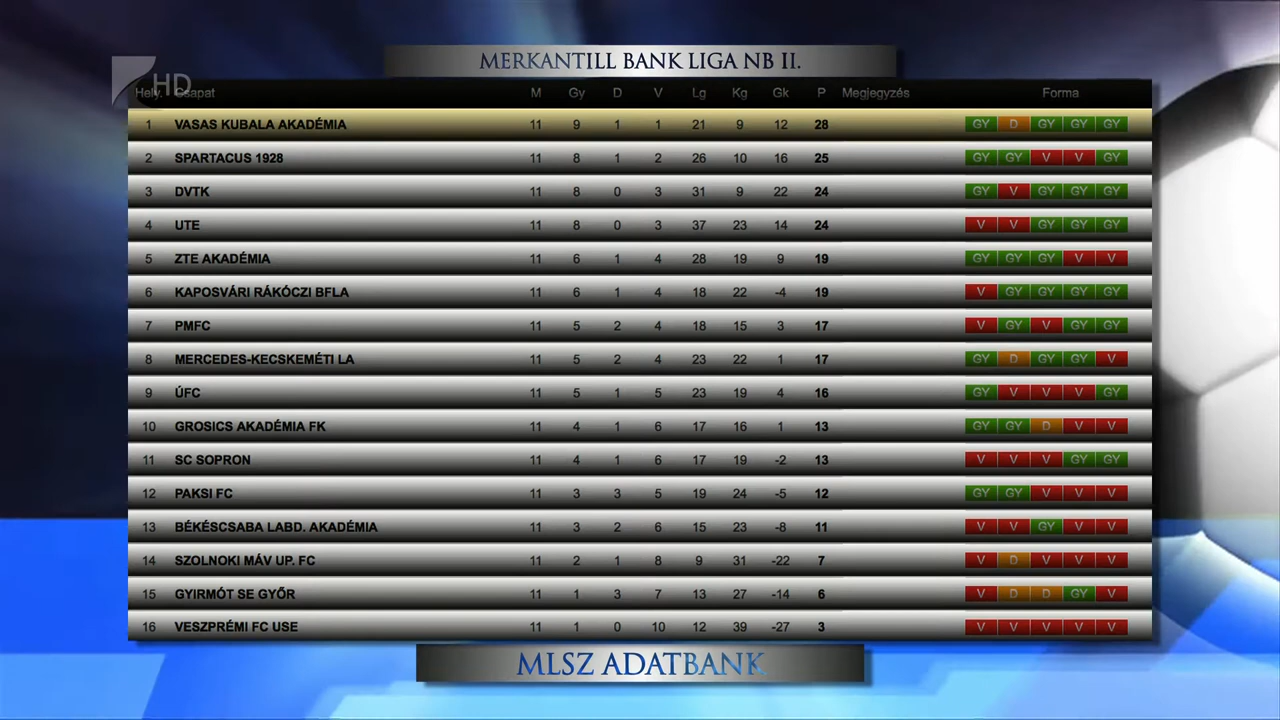 MERKANTILL BANK LIGA NB II.
HD
Hely. Csapat M Gy D V Lg Kg Gk P Megjegyzés Forma
1 VASAS KUBALA AKADÉMIA 11 9 1 1 21 9 12 28 GY D GY GY GY
2 SPARTACUS 1928 11 8 1 2 26 10 16 25 GY GY V V GY
3 DVTK 11 8 0 3 31 9 22 24 GY V GY GY GY
4 UTE 11 8 0 3 37 23 14 24 V V GY GY GY
5 ZTE AKADÉMIA 11 6 1 4 28 19 9 19 GY GY GY V V
6 KAPOSVÁRI RÁKÓCZI BFLA 11 6 1 4 18 22 -4 19 V GY GY GY GY
7 PMFC 11 5 2 4 18 15 3 17 V GY V GY GY
8 MERCEDES-KECSKEMÉTI LA 11 5 2 4 23 22 1 17 GY D GY GY V
9 ÚFC 11 5 1 5 23 19 4 16 GY V V V GY
10 GROSICS AKADÉMIA FK 11 4 1 6 17 16 1 13 GY GY D V V
11 SC SOPRON 11 4 1 6 17 19 -2 13 V V V GY GY
12 PAKSI FC 11 3 3 5 19 24 -5 12 GY GY V V V
13 BÉKÉSCSABA LABD. AKADÉMIA 11 3 2 6 15 23 -8 11 V V GY V V
14 SZOLNOKI MÁV UP. FC 11 2 1 8 9 31 -22 7 V D V V V
15 GYIRMÓT SE GYŐR 11 1 3 7 13 27 -14 6 V D D GY V
16 VESZPRÉMI FC USE 11 1 0 10 12 39 -27 3 V V V V V
MLSZ ADATBANK